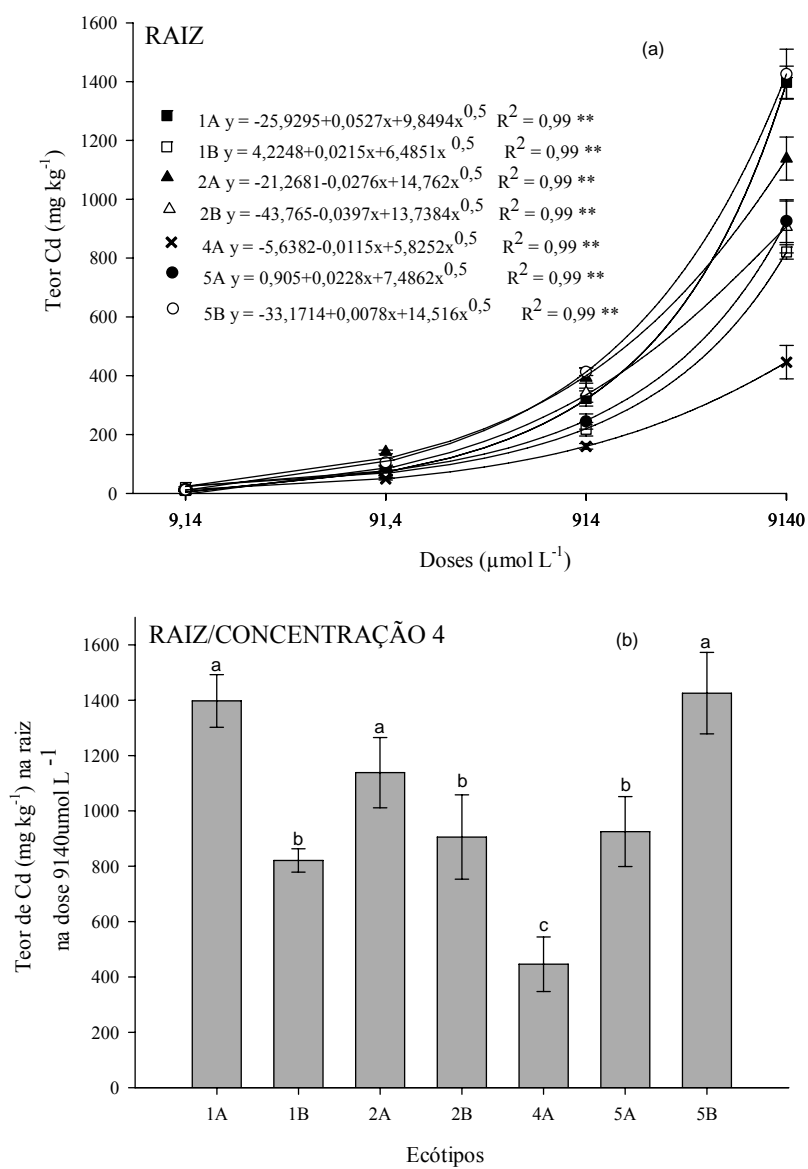 RAIZ
(a)
1600
1400
1200
1000
800
600
400
200
0
Teor Cd (mg kg⁻¹)
1A y = -25,9295+0,0527x+9,8494x^0,5 R² = 0,99 **
1B y = 4,2248+0,0215x+6,4851x^0,5 R² = 0,99 **
2A y = -21,2681-0,0276x+14,762x^0,5 R² = 0,99 **
2B y = -43,765-0,0397x+13,7384x^0,5 R² = 0,99 **
4A y = -5,6382-0,0115x+5,8252x^0,5 R² = 0,99 **
5A y = 0,905+0,0228x+7,4862x^0,5 R² = 0,99 **
5B y = -33,1714+0,0078x+14,516x^0,5 R² = 0,99 **
9,14 91,4 914 9140
Doses (µmol L⁻¹)
RAIZ/CONCENTRAÇÃO 4
(b)
1600
1400
1200
1000
800
600
400
200
0
Teor de Cd (mg kg⁻¹) na raiz
na dose 9140umol L⁻¹
a b a b c b a
1A 1B 2A 2B 4A 5A 5B
Ecótipos